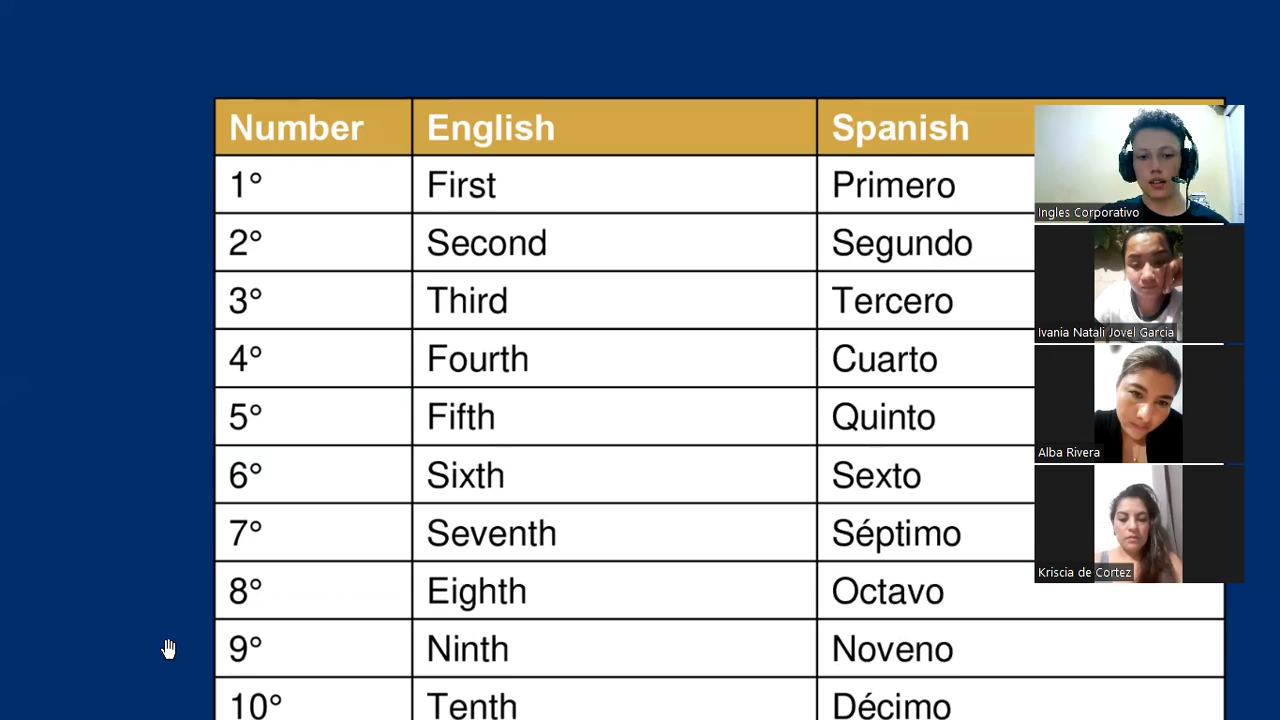 Number English Spanish
1° First Primero
2° Second Segundo
3° Third Tercero
4° Fourth Cuarto
5° Fifth Quinto
6° Sixth Sexto
7° Seventh Séptimo
8° Eighth Octavo
9° Ninth Noveno
10° Tenth Décimo
Ingles Corporativo
Ivania Natali Jovel Garcia
Alba Rivera
Kriscia de Cortez